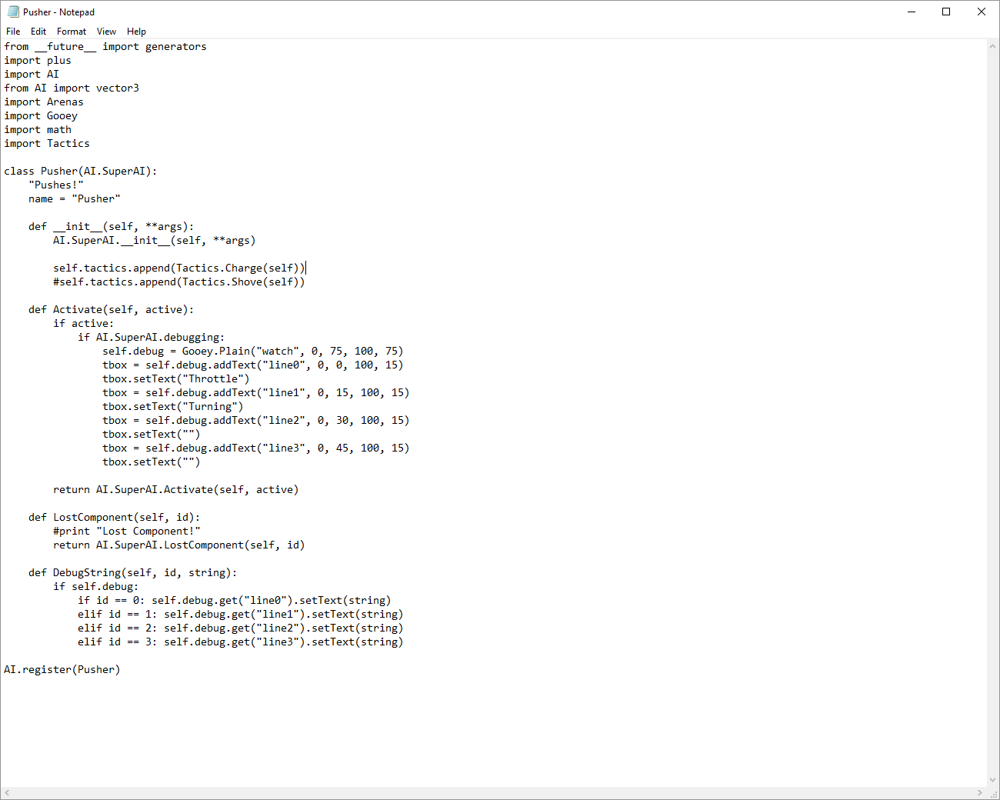 Pusher - Notepad
File Edit Format View Help
from __future__ import generators
import plus
import AI
from AI import vector3
import Arenas
import Gooey
import math
import Tactics

class Pusher(AI.SuperAI):
    "Pushes!"
    name = "Pusher"

    def __init__(self, **args):
        AI.SuperAI.__init__(self, **args)

        self.tactics.append(Tactics.Charge(self))
        #self.tactics.append(Tactics.Shove(self))

    def Activate(self, active):
        if active:
            if AI.SuperAI.debugging:
                self.debug = Gooey.Plain("watch", 0, 75, 100, 75)
                tbox = self.debug.addText("line0", 0, 0, 100, 15)
                tbox.setText("Throttle")
                tbox = self.debug.addText("line1", 0, 15, 100, 15)
                tbox.setText("Turning")
                tbox = self.debug.addText("line2", 0, 30, 100, 15)
                tbox.setText("")
                tbox = self.debug.addText("line3", 0, 45, 100, 15)
                tbox.setText("")

        return AI.SuperAI.Activate(self, active)

    def LostComponent(self, id):
        #print "Lost Component!"
        return AI.SuperAI.LostComponent(self, id)

    def DebugString(self, id, string):
        if self.debug:
            if id == 0: self.debug.get("line0").setText(string)
            elif id == 1: self.debug.get("line1").setText(string)
            elif id == 2: self.debug.get("line2").setText(string)
            elif id == 3: self.debug.get("line3").setText(string)

AI.register(Pusher)